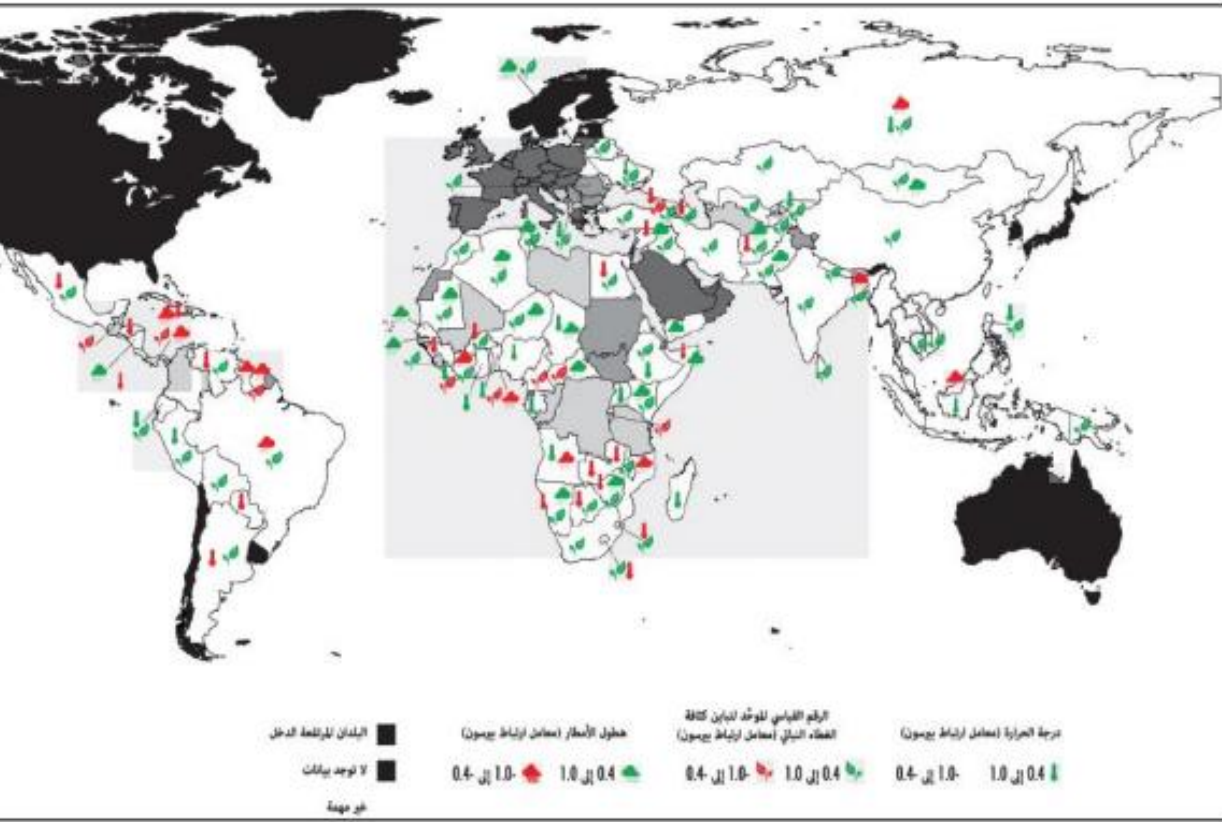 درجة الحرارة (معامل ارتباط بيرسون)
0.4 إلى 1.0
-1.0 إلى -0.4
الرقم القياسي الموحَّد لتباين كثافة
الغطاء النباتي (معامل ارتباط بيرسون)
0.4 إلى 1.0
-1.0 إلى -0.4
هطول الأمطار (معامل ارتباط بيرسون)
0.4 إلى 1.0
-1.0 إلى -0.4
البلدان المرتفعة الدخل
لا توجد بيانات
غير مهمة